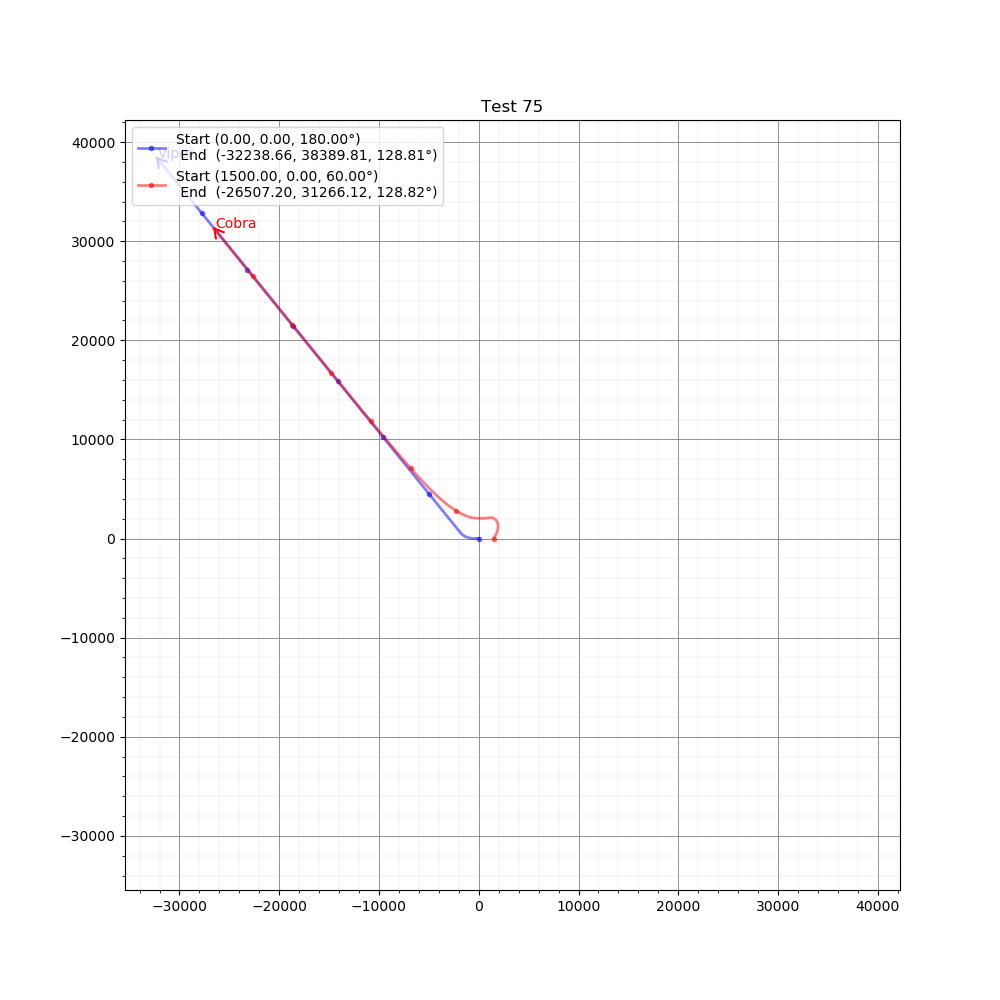 Test 75
40000
30000
20000
10000
0
−10000
−20000
−30000
Start (0.00, 0.00, 180.00°)
End (-32238.66, 38389.81, 128.81°)
Start (1500.00, 0.00, 60.00°)
End (-26507.20, 31266.12, 128.82°)
Viper
Cobra
−30000 −20000 −10000 0 10000 20000 30000 40000